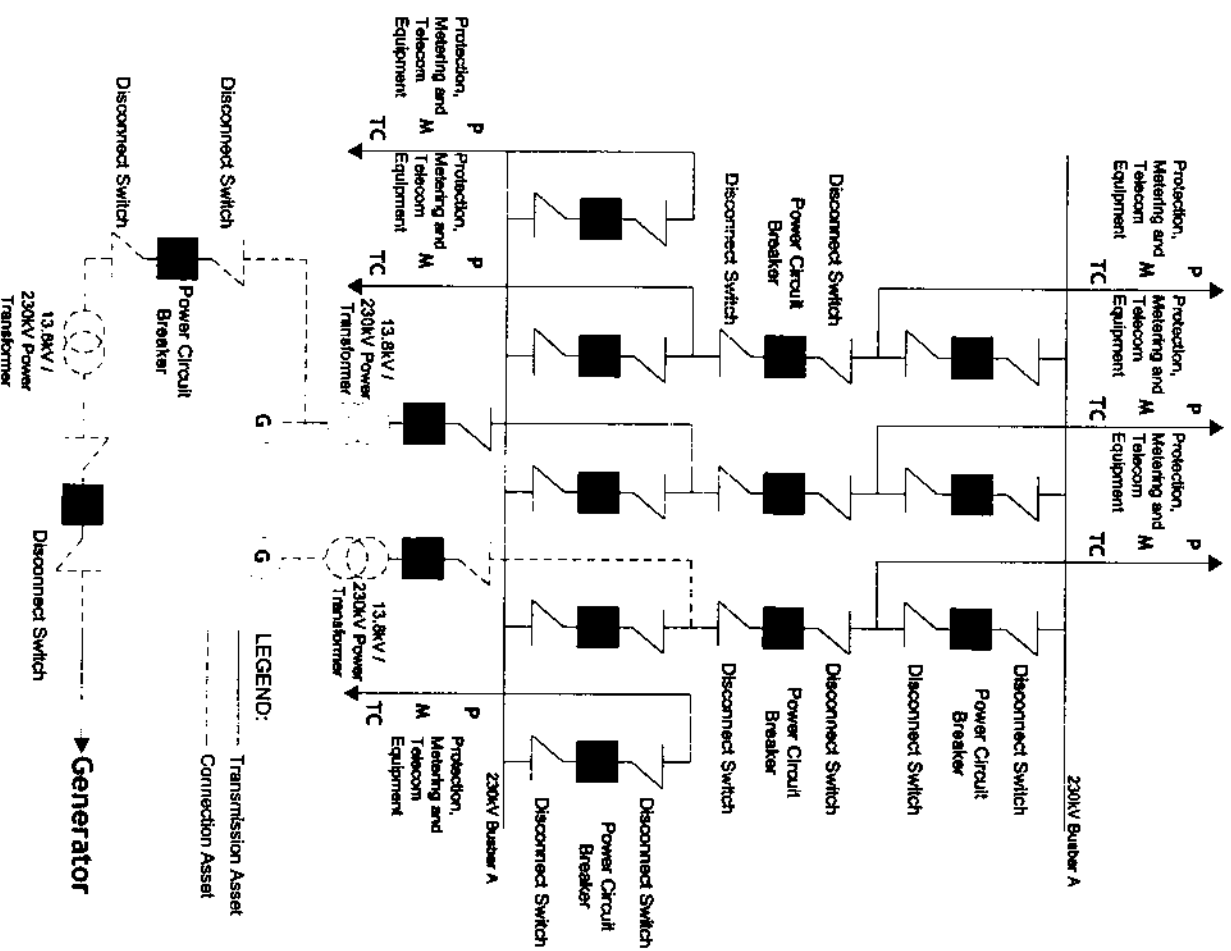 Protection,
Metering and
Telecom
Equipment
P
M
TC
Protection,
Metering and
Telecom
Equipment
P
M
TC
Protection,
Metering and
Telecom
Equipment
P
M
TC
230kV Busbar A
Disconnect Switch
Power Circuit
Breaker
Disconnect Switch
Disconnect Switch
Power Circuit
Breaker
Disconnect Switch
Disconnect Switch
Power Circuit
Breaker
Disconnect Switch
Disconnect Switch
Power Circuit
Breaker
Disconnect Switch
230kV Busbar A
Protection,
Metering and
Telecom
Equipment
P
M
TC
Protection,
Metering and
Telecom
Equipment
P
M
TC
P
M
TC
Protection,
Metering and
Telecom
Equipment
13.8kV /
230kV Power
Transformer
13.8kV /
230kV Power
Transformer
G
G
LEGEND:
Transmission Asset
Connection Asset
Disconnect Switch
Power Circuit
Breaker
Disconnect Switch
Generator
Disconnect Switch
13.8kV /
230kV Power
Transformer